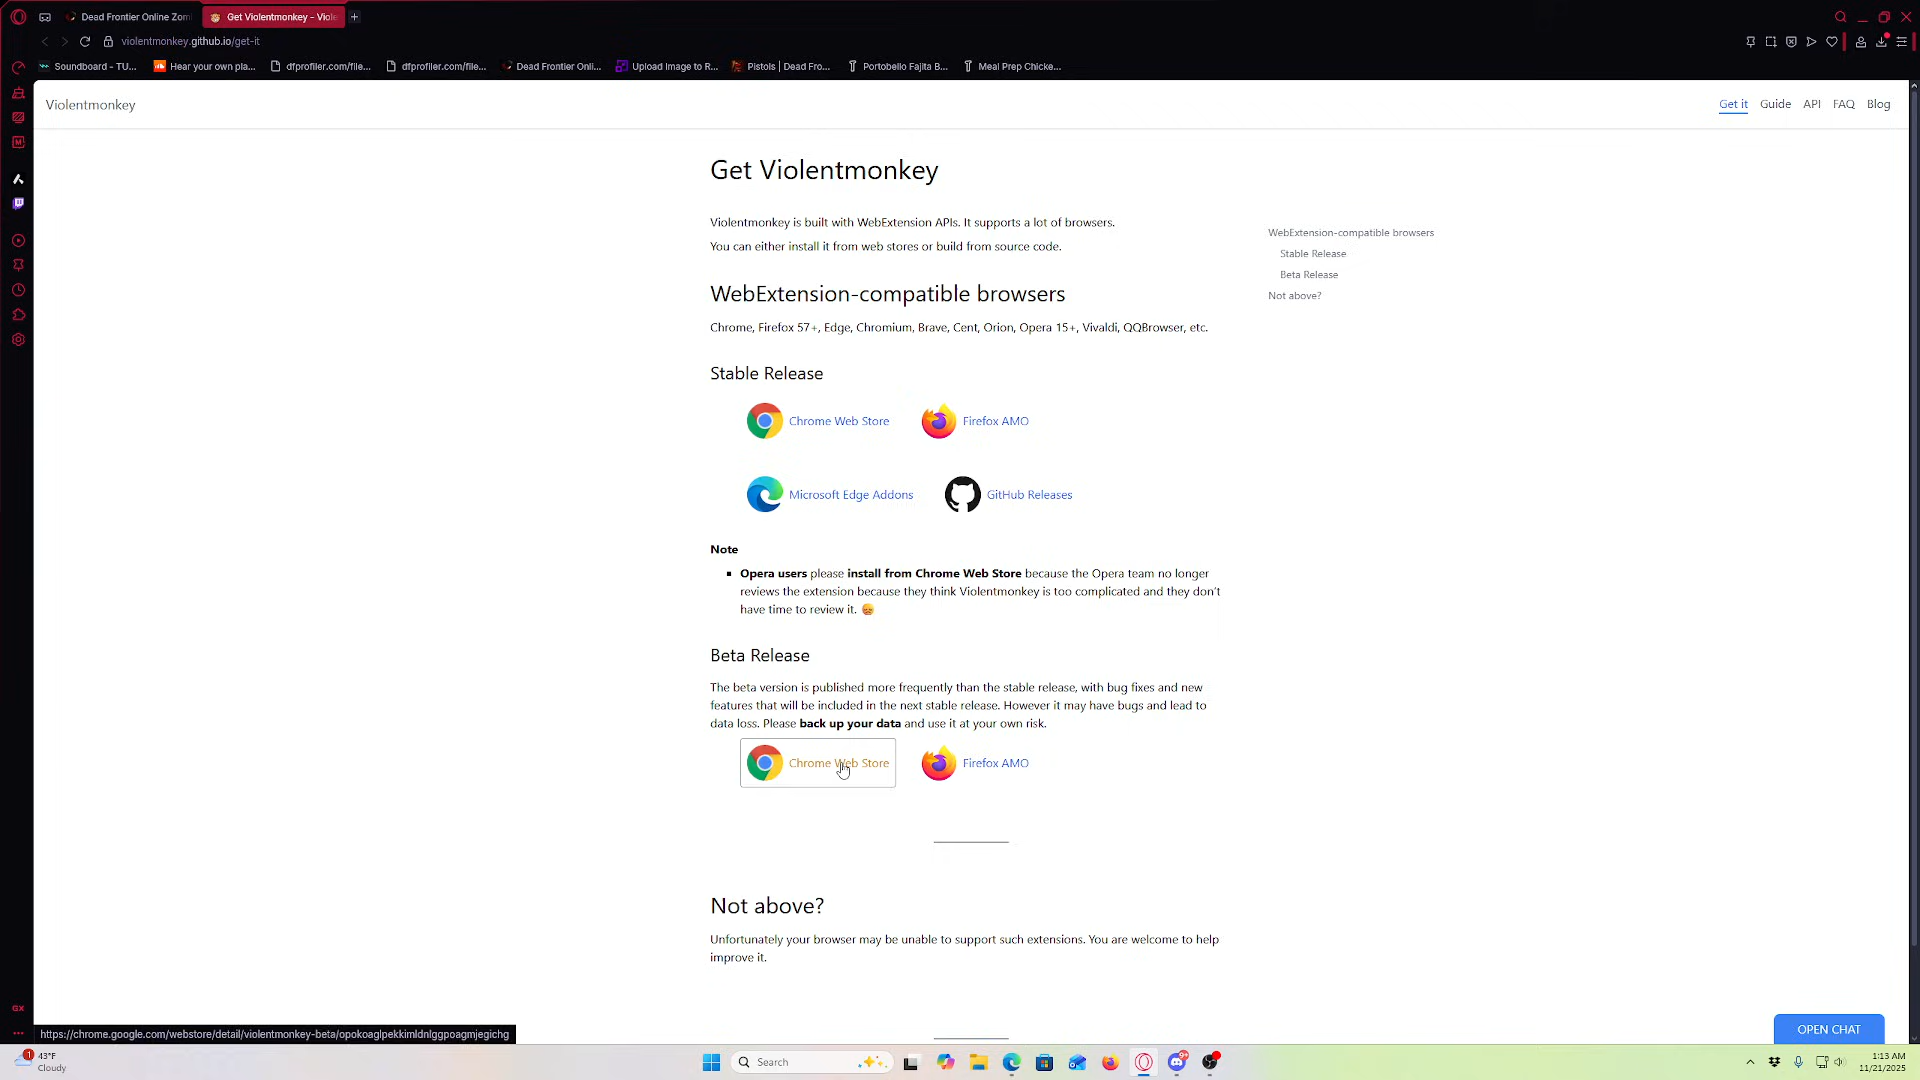 Dead Frontier Online Zom
Get Violentmonkey – Viole
violentmonkey.github.io/get-it
Soundboard - TU...
Hear your own pla...
dfprofiler.com/file...
dfprofiler.com/file...
Dead Frontier Onli...
Upload Image to R...
Pistols | Dead Fro...
Portobello Fajita B...
Meal Prep Chicke...
Violentmonkey
Get it
Guide
API
FAQ
Blog
Get Violentmonkey
Violentmonkey is built with WebExtension APIs. It supports a lot of browsers.
You can either install it from web stores or build from source code.
WebExtension-compatible browsers
Stable Release
Beta Release
Not above?
WebExtension-compatible browsers
Chrome, Firefox 57+, Edge, Chromium, Brave, Cent, Orion, Opera 15+, Vivaldi, QQBrowser, etc.
Stable Release
Chrome Web Store
Firefox AMO
Microsoft Edge Addons
GitHub Releases
Note
Opera users please install from Chrome Web Store because the Opera team no longer
reviews the extension because they think Violentmonkey is too complicated and they don't
have time to review it. 😡
Beta Release
The beta version is published more frequently than the stable release, with bug fixes and new
features that will be included in the next stable release. However it may have bugs and lead to
data loss. Please back up your data and use it at your own risk.
Chrome Web Store
Firefox AMO
Not above?
Unfortunately your browser may be unable to support such extensions. You are welcome to help
improve it.
GX
https://chrome.google.com/webstore/detail/violentmonkey-beta/opokoaglpekkimldnlggpoagmjegichg
OPEN CHAT
1
43°F
Cloudy
Search
9+
1:13 AM
11/21/2025